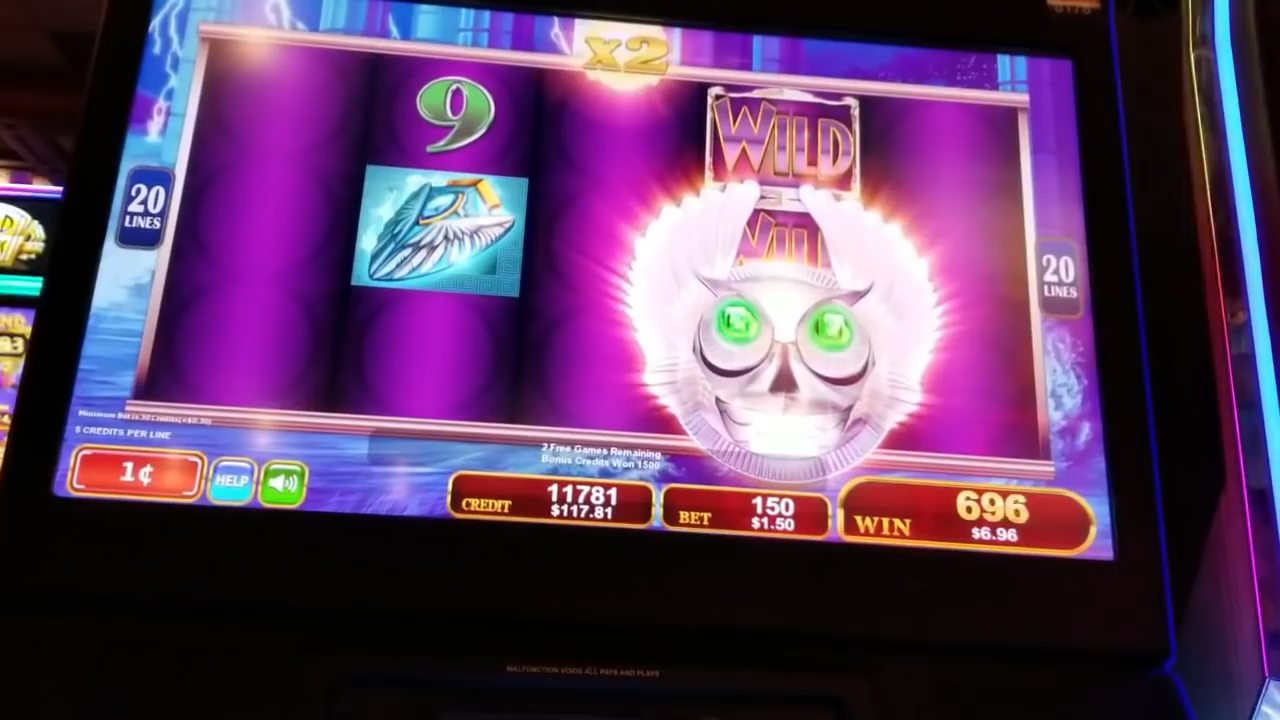 x2
9
WILD
WILD
20
LINES
20
LINES
5 CREDITS PER LINE
2 Free Games Remaining
Bonus Credits Won 1500
1¢
HELP
CREDIT
11781
$117.81
BET
150
$1.50
WIN
696
$6.96
MALFUNCTION VOIDS ALL PAYS AND PLAYS